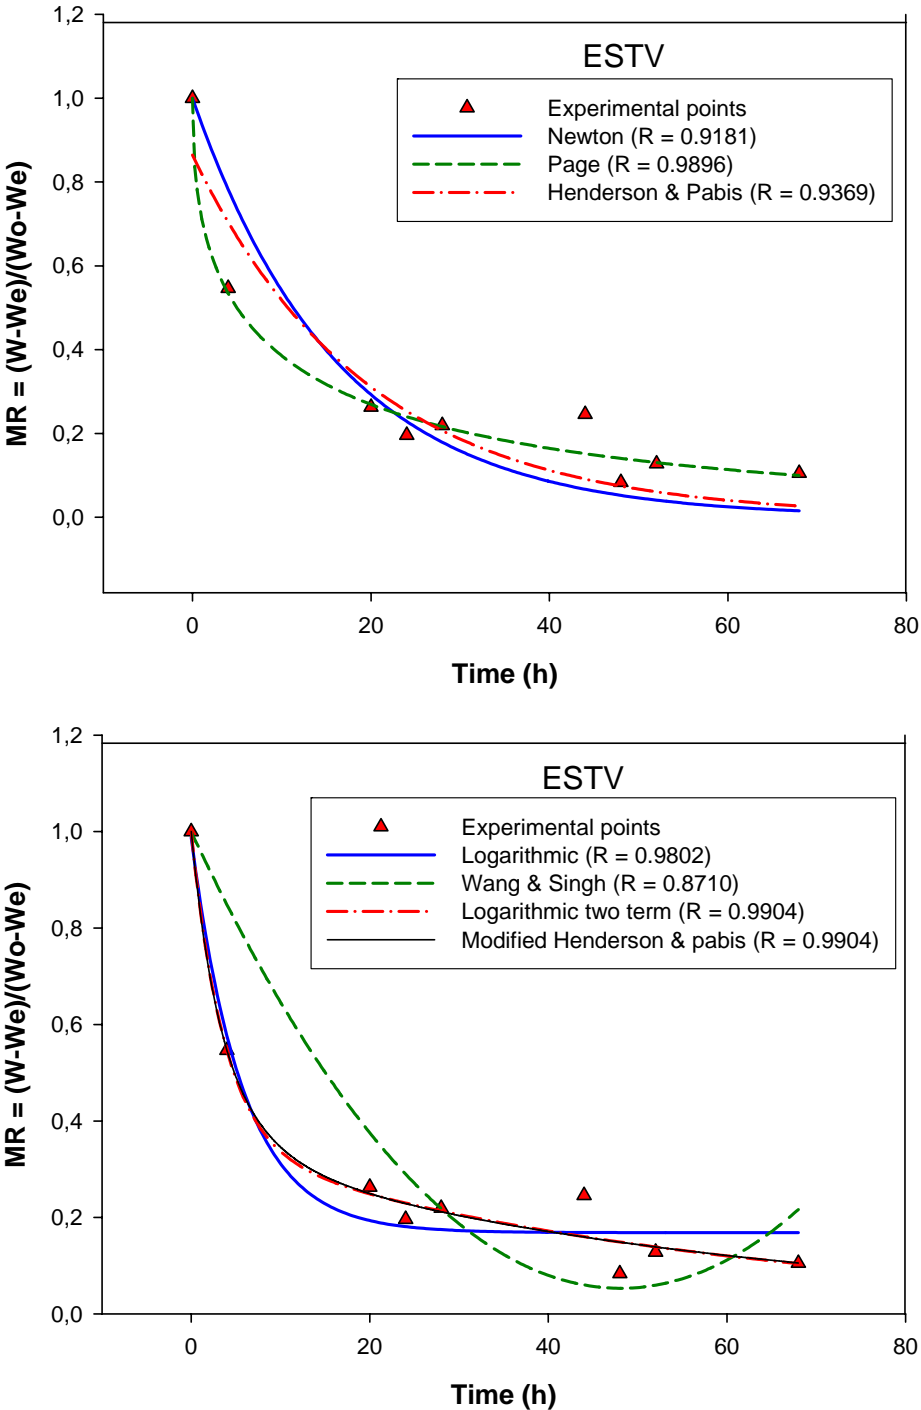 1,2
ESTV
Experimental points
Newton (R = 0.9181)
Page (R = 0.9896)
Henderson & Pabis (R = 0.9369)
1,0
0,8
0,6
0,4
0,2
0,0
MR = (W-We)/(Wo-We)
0 20 40 60 80
Time (h)
1,2
ESTV
Experimental points
Logarithmic (R = 0.9802)
Wang & Singh (R = 0.8710)
Logarithmic two term (R = 0.9904)
Modified Henderson & pabis (R = 0.9904)
1,0
0,8
0,6
0,4
0,2
0,0
MR = (W-We)/(Wo-We)
0 20 40 60 80
Time (h)